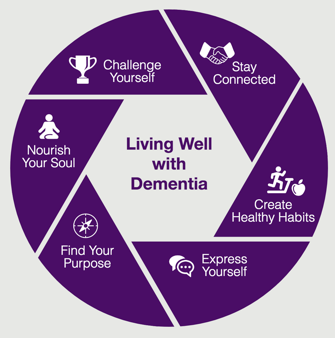 Challenge
Yourself
Stay
Connected
Nourish
Your Soul
Living Well
with
Dementia
Create
Healthy Habits
Find Your
Purpose
Express
Yourself